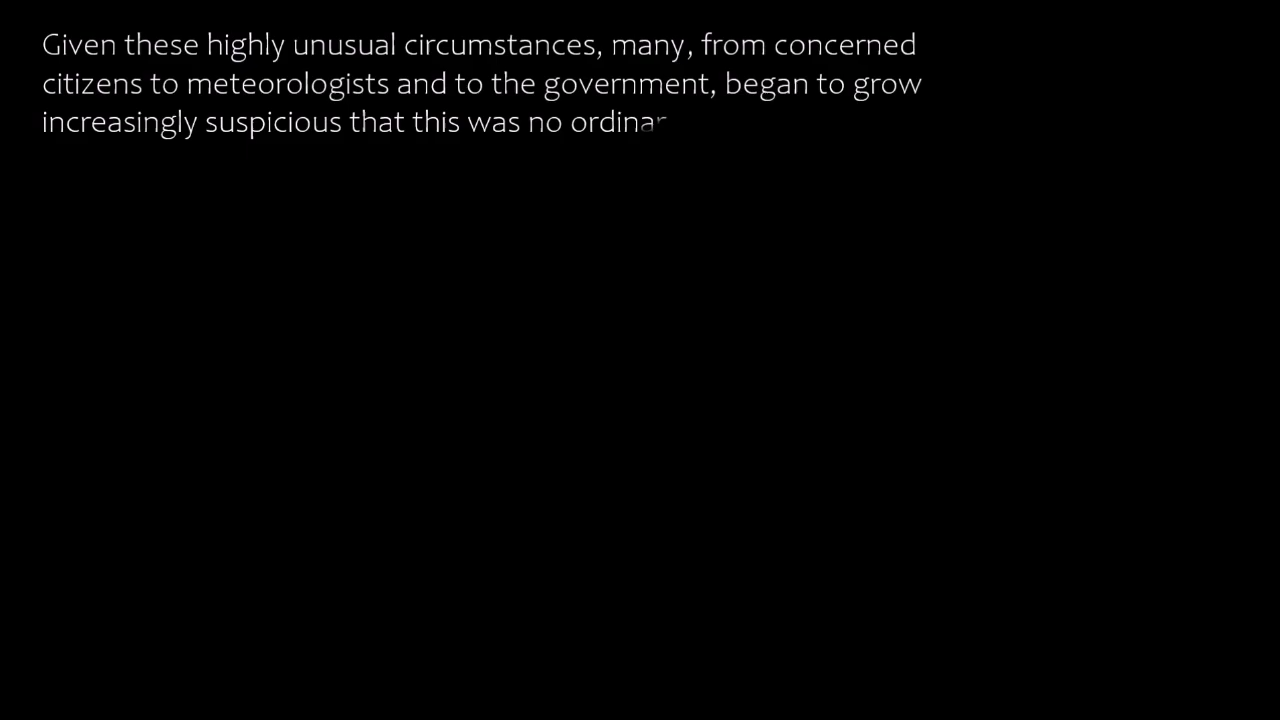 Given these highly unusual circumstances, many, from concerned
citizens to meteorologists and to the government, began to grow
increasingly suspicious that this was no ordinar